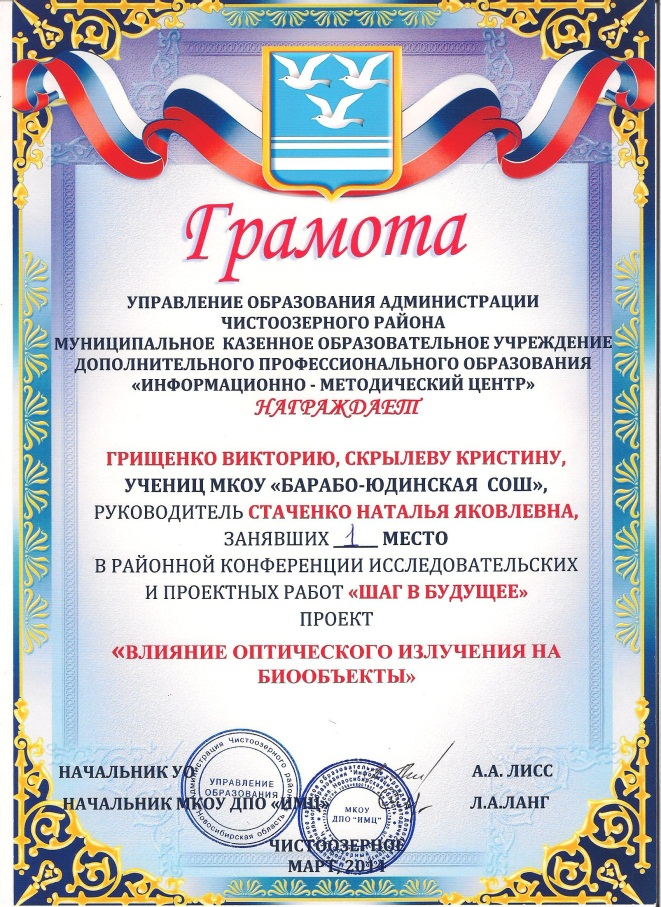 Грамота
УПРАВЛЕНИЕ ОБРАЗОВАНИЯ АДМИНИСТРАЦИИ
ЧИСТООЗЕРНОГО РАЙОНА
МУНИЦИПАЛЬНОЕ КАЗЕННОЕ ОБРАЗОВАТЕЛЬНОЕ УЧРЕЖДЕНИЕ
ДОПОЛНИТЕЛЬНОГО ПРОФЕССИОНАЛЬНОГО ОБРАЗОВАНИЯ
«ИНФОРМАЦИОННО - МЕТОДИЧЕСКИЙ ЦЕНТР»
НАГРАЖДАЕТ
ГРИЩЕНКО ВИКТОРИЮ, СКРЫЛЕВУ КРИСТИНУ,
УЧЕНИЦ МКОУ «БАРАБО-ЮДИНСКАЯ СОШ»,
РУКОВОДИТЕЛЬ СТАЧЕНКО НАТАЛЬЯ ЯКОВЛЕВНА,
ЗАНЯВШИХ 1 МЕСТО
В РАЙОННОЙ КОНФЕРЕНЦИИ ИССЛЕДОВАТЕЛЬСКИХ
И ПРОЕКТНЫХ РАБОТ «ШАГ В БУДУЩЕЕ»
ПРОЕКТ
«ВЛИЯНИЕ ОПТИЧЕСКОГО ИЗЛУЧЕНИЯ НА
БИООБЪЕКТЫ»
НАЧАЛЬНИК УО А.А. ЛИСС
НАЧАЛЬНИК МКОУ ДПО «ИМЦ» Л.А.ЛАНГ
Администрация Чистоозерного района
Новосибирская область
УПРАВЛЕНИЕ
ОБРАЗОВАНИЯ
МКОУ
ДПО "ИМЦ"
ЧИСТООЗЕРНОЕ
МАРТ, 2014